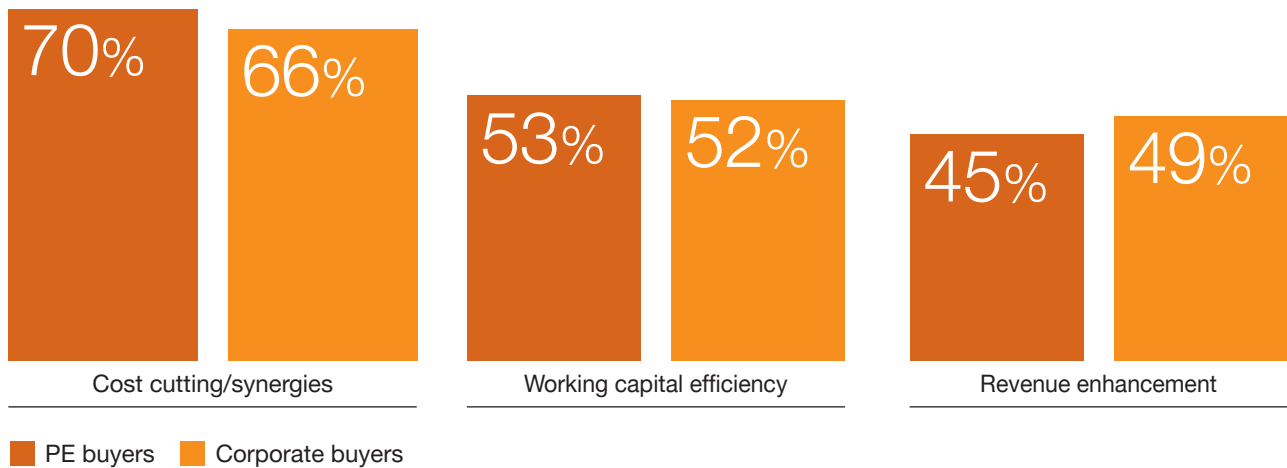 70%
66%
53%
52%
45%
49%
Cost cutting/synergies
Working capital efficiency
Revenue enhancement
PE buyers
Corporate buyers